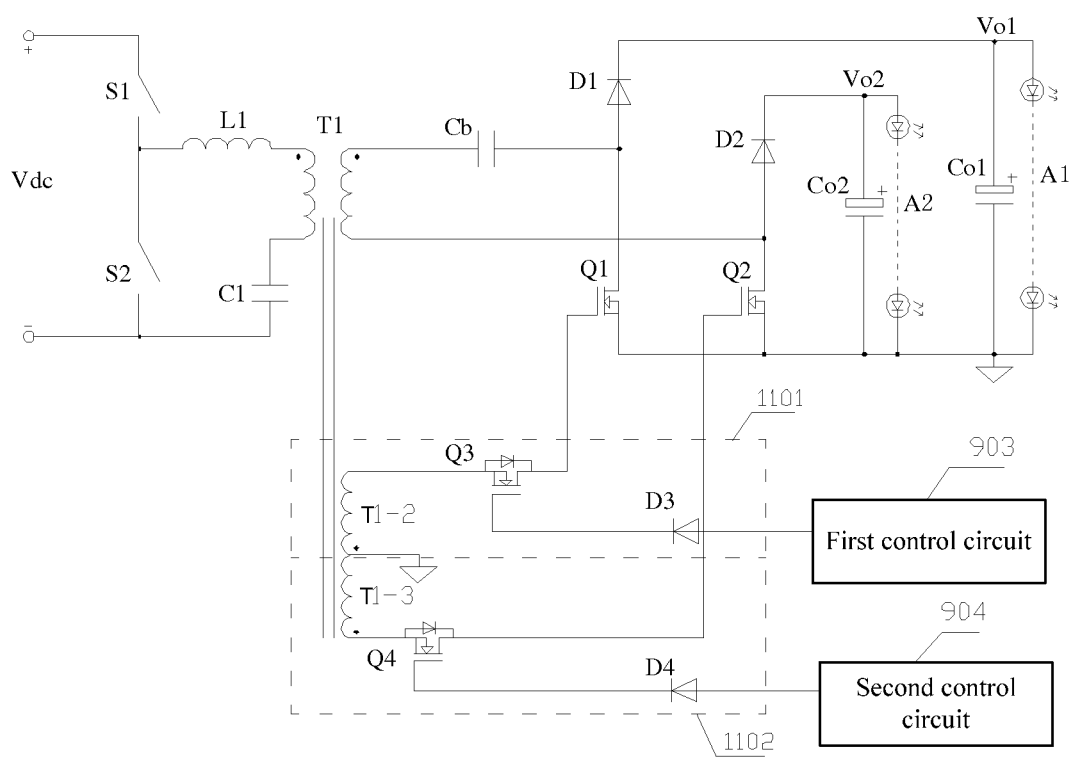 Vo1
+
D1
Vo2
S1
L1
T1
Cb
D2
Vdc
Co2
+
A2
Co1
+
A1
S2
C1
Q1
Q2
−
1101
903
Q3
T1-2
D3
First control circuit
T1-3
904
Q4
D4
Second control
circuit
1102